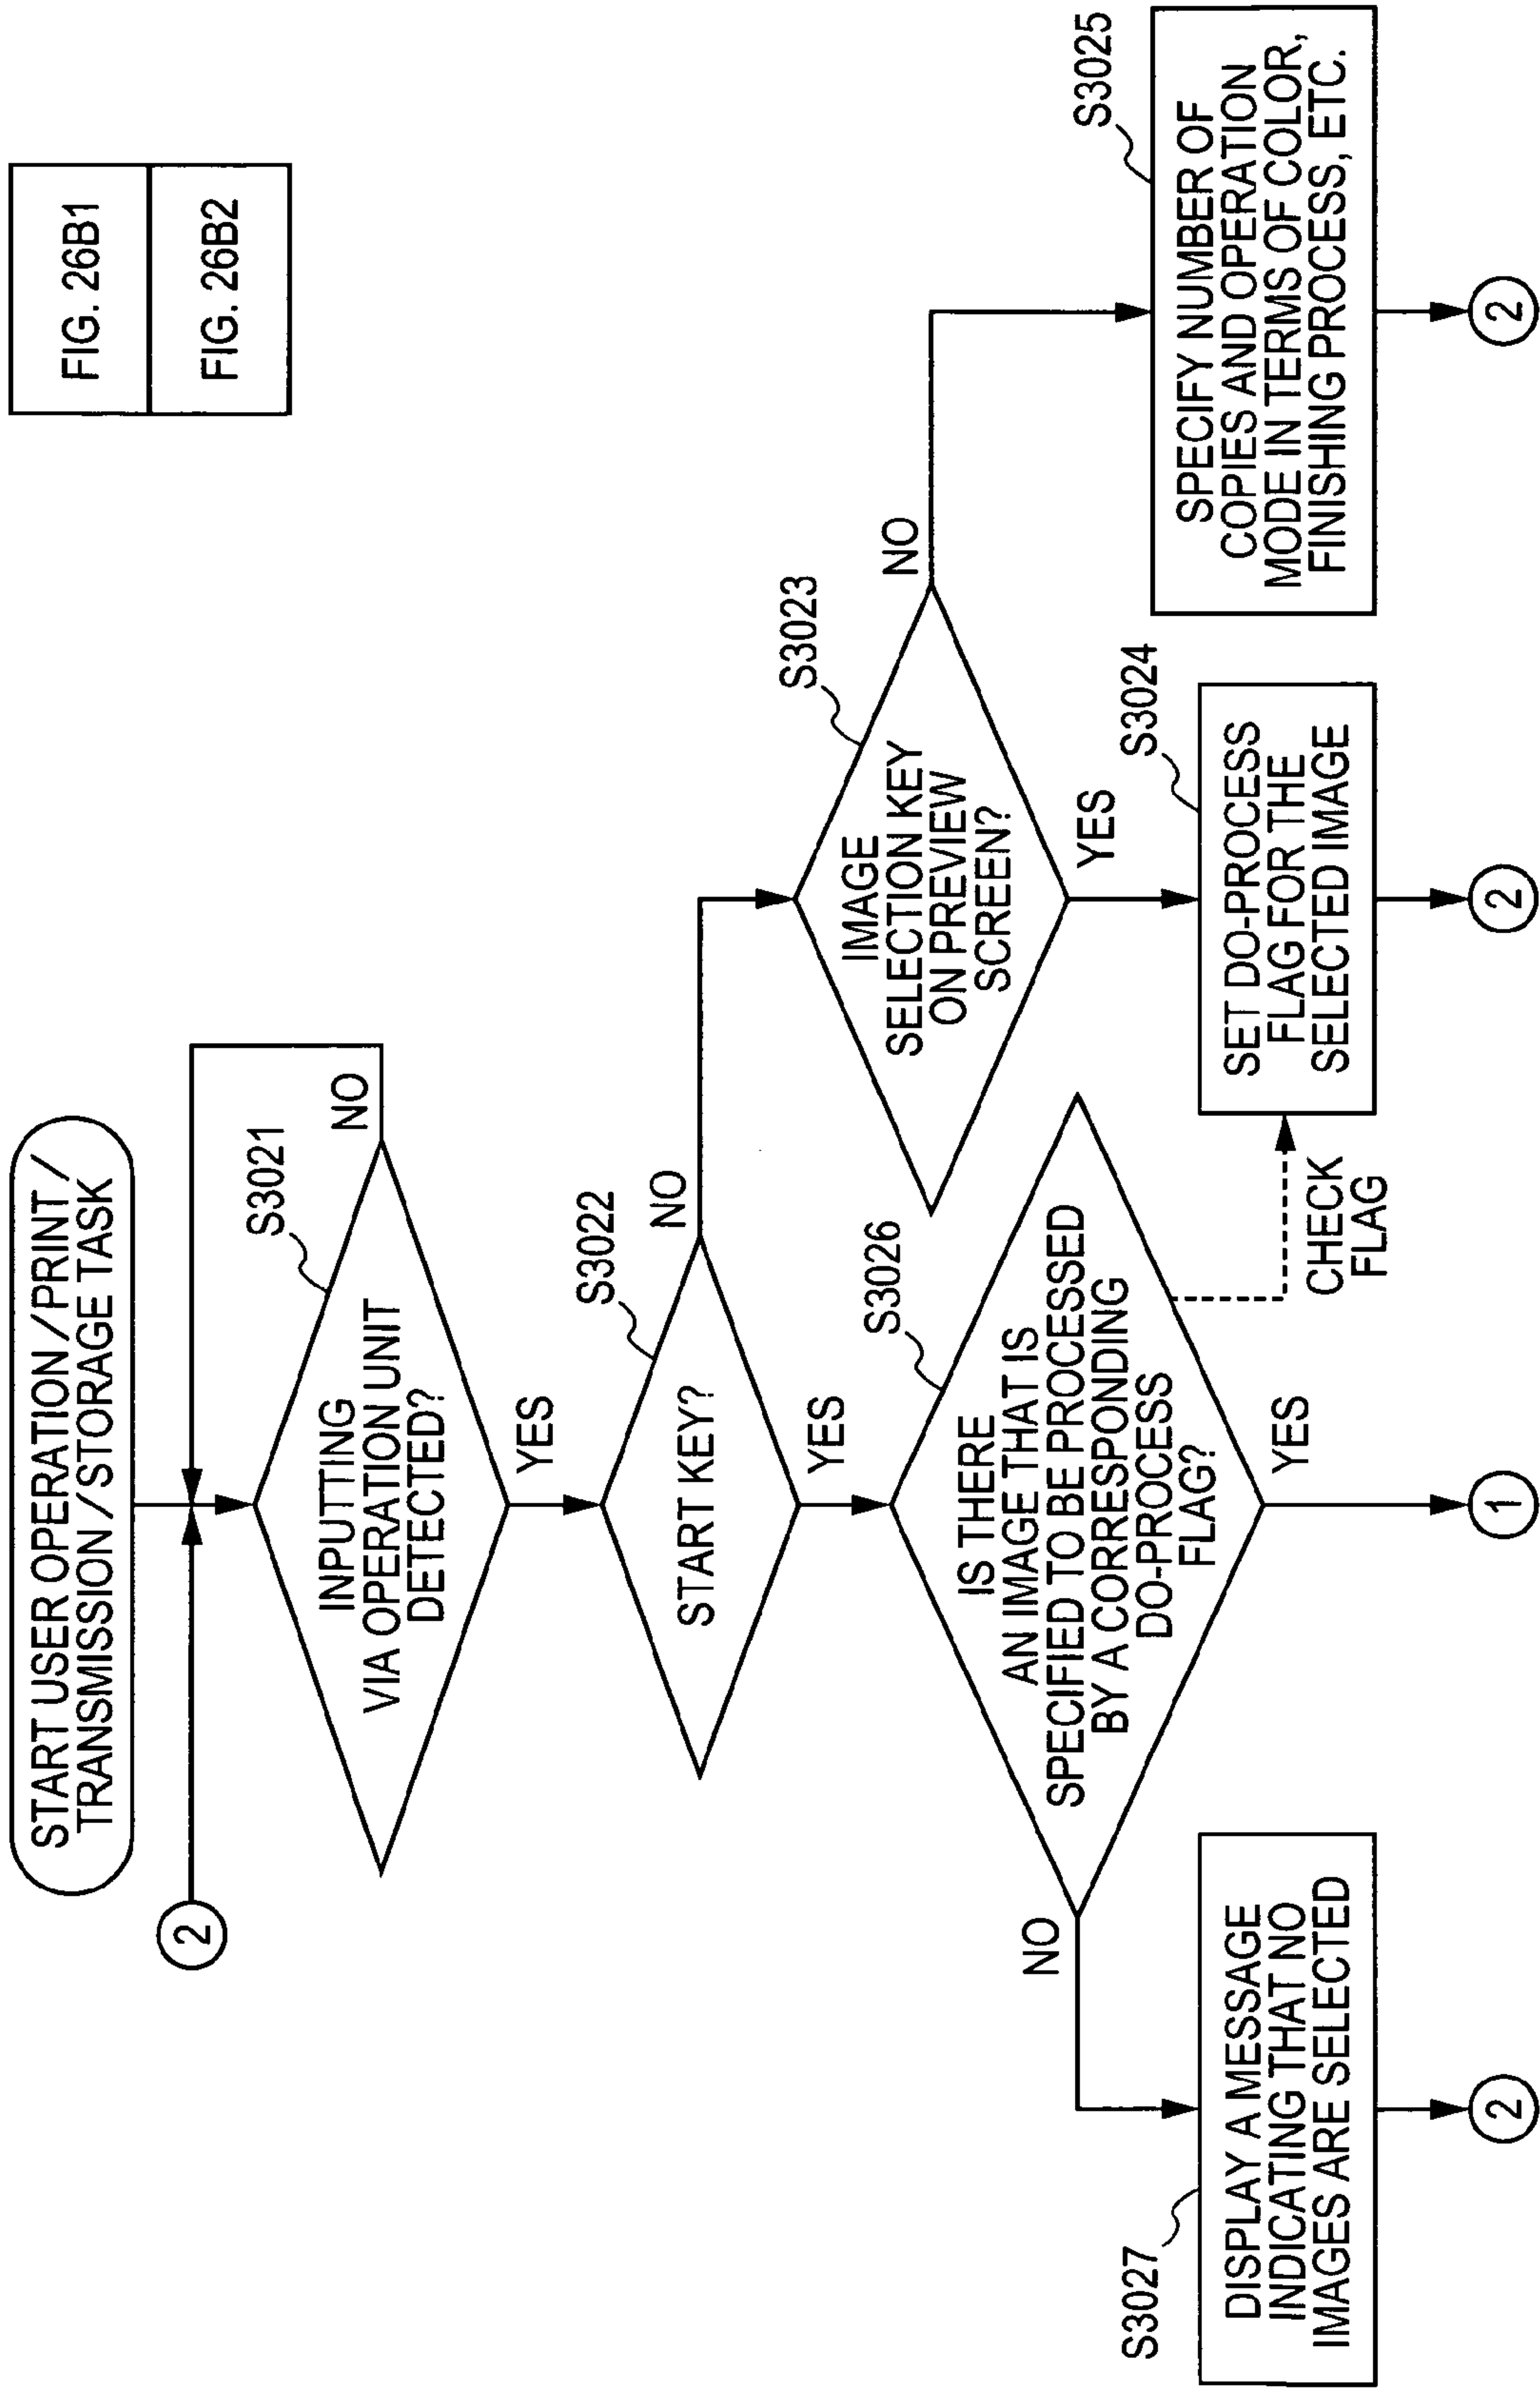 FIG. 26B1
FIG. 26B2
START USER OPERATION/PRINT/
TRANSMISSION/STORAGE TASK
2
S3021
INPUTTING
VIA OPERATION UNIT
DETECTED?
NO
YES
S3022
START KEY?
NO
YES
S3023
IMAGE
SELECTION KEY
ON PREVIEW
SCREEN?
NO
YES
S3026
IS THERE
AN IMAGE THAT IS
SPECIFIED TO BE PROCESSED
BY A CORRESPONDING
DO-PROCESS
FLAG?
NO
YES
CHECK
FLAG
S3027
DISPLAY A MESSAGE
INDICATING THAT NO
IMAGES ARE SELECTED
S3024
SET DO-PROCESS
FLAG FOR THE
SELECTED IMAGE
S3025
SPECIFY NUMBER OF
COPIES AND OPERATION
MODE IN TERMS OF COLOR,
FINISHING PROCESS, ETC.
2
1
2
2